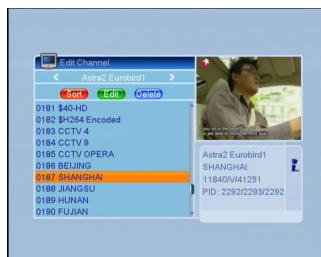 Edit Channel
Astra2 Eurobird1
Sort Edit Delete
0181 $40-HD
0182 $H264 Encoded
0183 CCTV 4
0184 CCTV 9
0185 CCTV OPERA
0186 BEIJING
0187 SHANGHAI
0188 JIANGSU
0189 HUNAN
0190 FUJIAN
Astra2 Eurobird1
SHANGHAI
11840/V/41251
PID: 2292/2293/2292